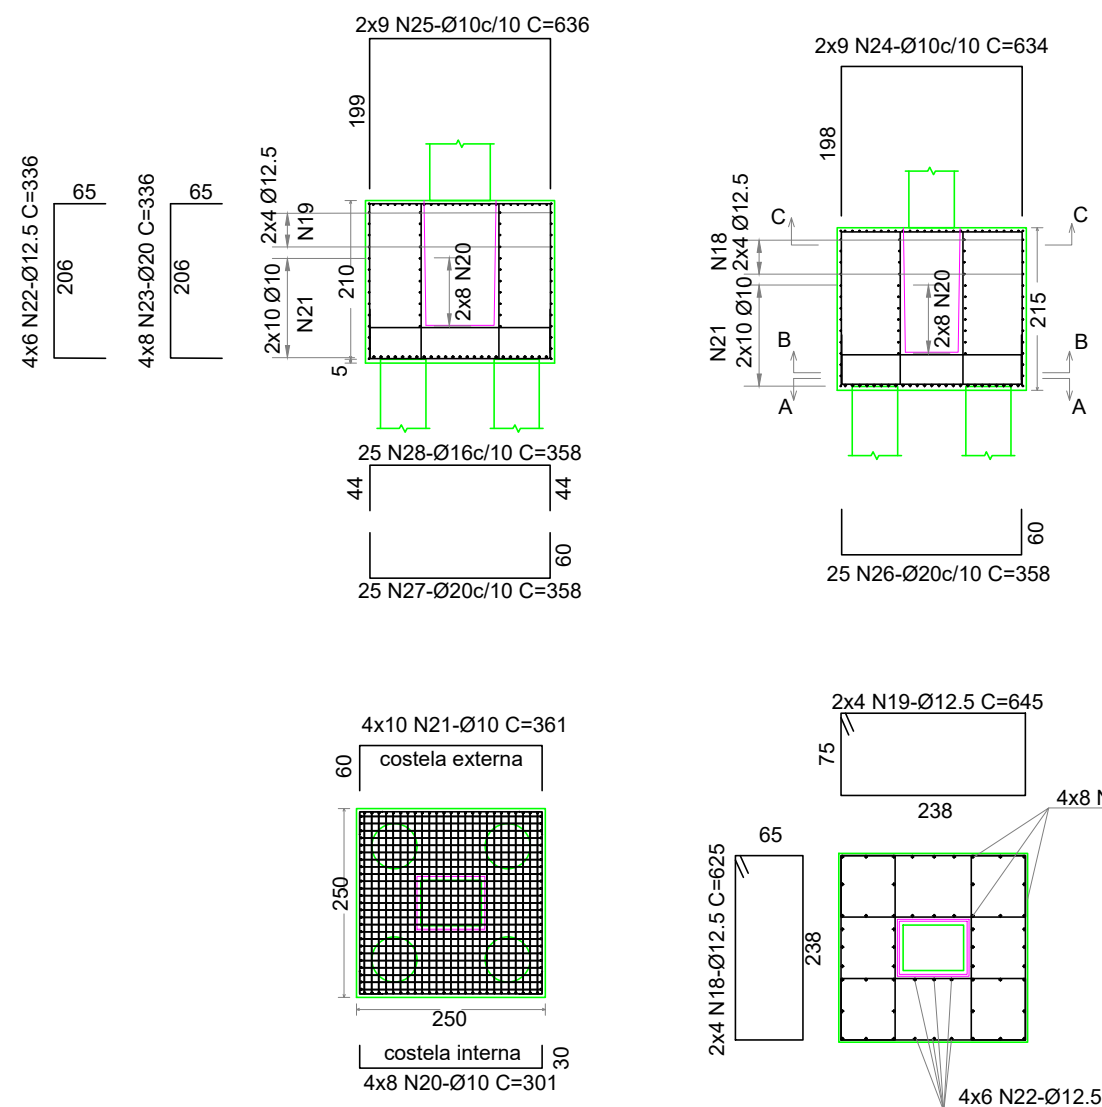 2x9 N25-Ø10c/10 C=636
199
2x9 N24-Ø10c/10 C=634
198
4x6 N22-Ø12.5 C=336
65
206
4x8 N23-Ø20 C=336
65
206
2x4 Ø12.5
N19
2x10 Ø10
N21
210
5
2x8 N20
N18
2x4 Ø12.5
N21
2x10 Ø10
2x8 N20
215
C
C
B
B
A
A
25 N28-Ø16c/10 C=358
44
44
60
25 N27-Ø20c/10 C=358
60
25 N26-Ø20c/10 C=358
4x10 N21-Ø10 C=361
60
costela externa
250
250
costela interna
30
4x8 N20-Ø10 C=301
2x4 N19-Ø12.5 C=645
75
238
4x8
65
2x4 N18-Ø12.5 C=625
238
4x6 N22-Ø12.5